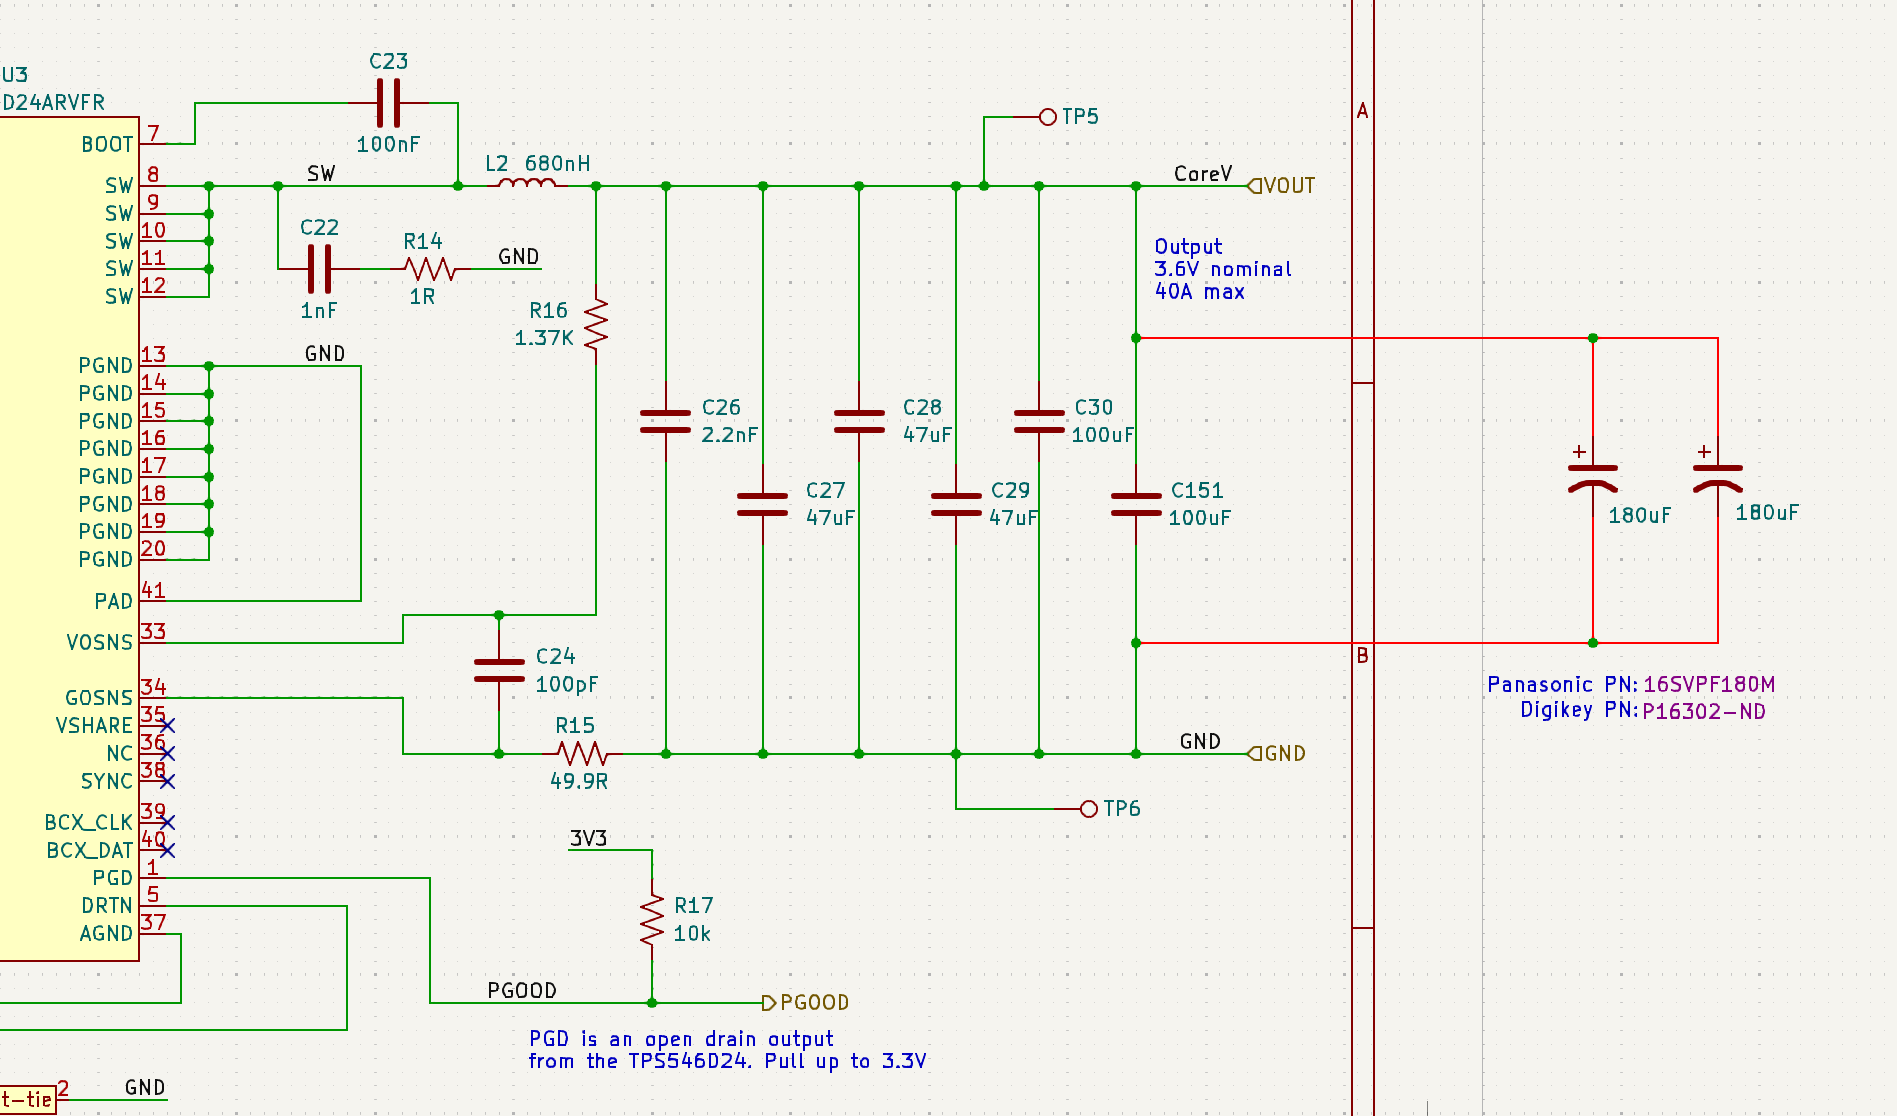 U3
D24ARVFR
BOOT 7
SW 8
SW 9
SW 10
SW 11
SW 12
PGND 13
PGND 14
PGND 15
PGND 16
PGND 17
PGND 18
PGND 19
PGND 20
PAD 41
VOSNS 33
GOSNS 34
VSHARE 35
NC 36
SYNC 38
BCX_CLK 39
BCX_DAT 40
PGD 1
DRTN 5
AGND 37
t-tie 2
GND
C23
100nF
SW
L2 680nH
C22
1nF
R14
1R
GND
GND
R16
1.37K
C24
100pF
R15
49.9R
C26
2.2nF
C27
47uF
C28
47uF
C29
47uF
C30
100uF
C151
100uF
TP5
CoreV
VOUT
Output
3.6V nominal
40A max
GND
GND
TP6
3V3
R17
10k
PGOOD
PGOOD
PGD is an open drain output
from the TPS546D24. Pull up to 3.3V
A
B
+
180uF
+
180uF
Panasonic PN: 16SVPF180M
Digikey PN: P16302-ND